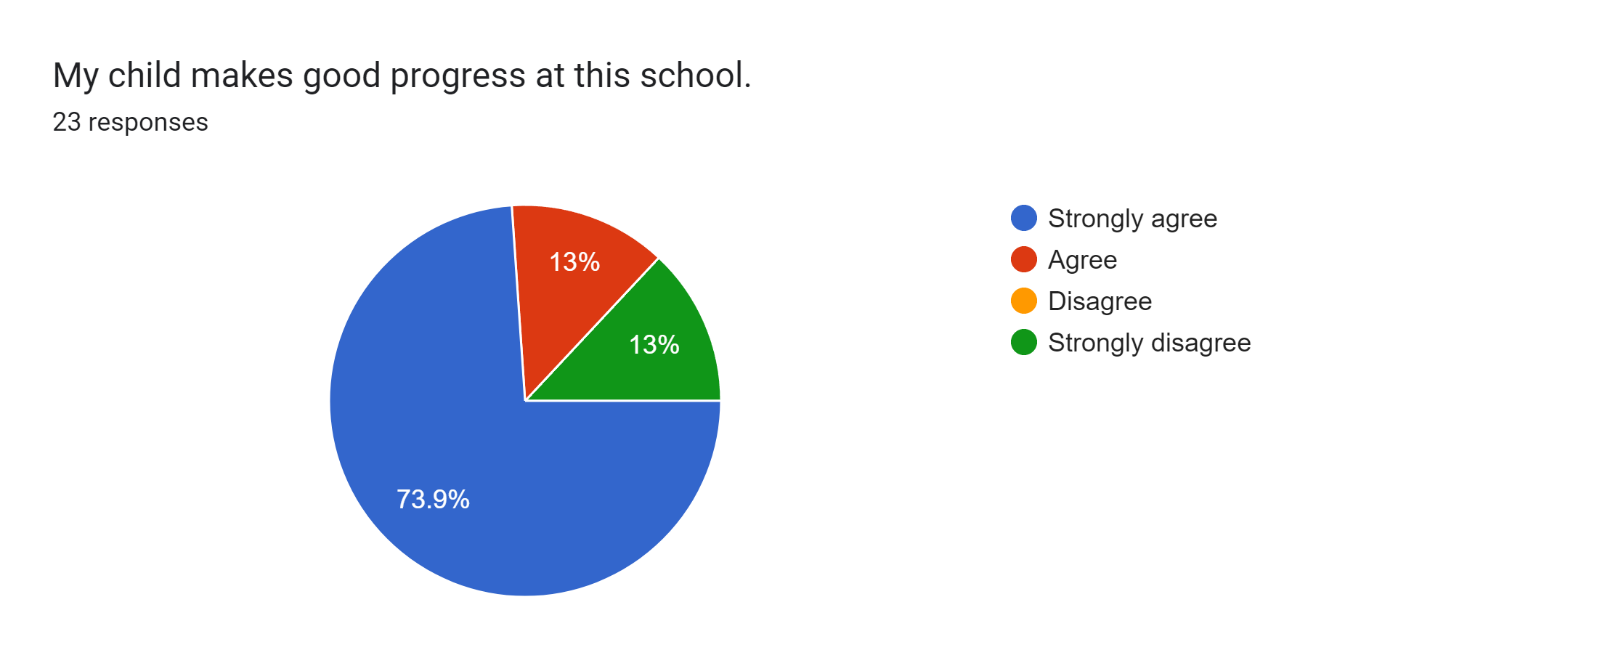 My child makes good progress at this school.
23 responses
13%
13%
73.9%
Strongly agree
Agree
Disagree
Strongly disagree